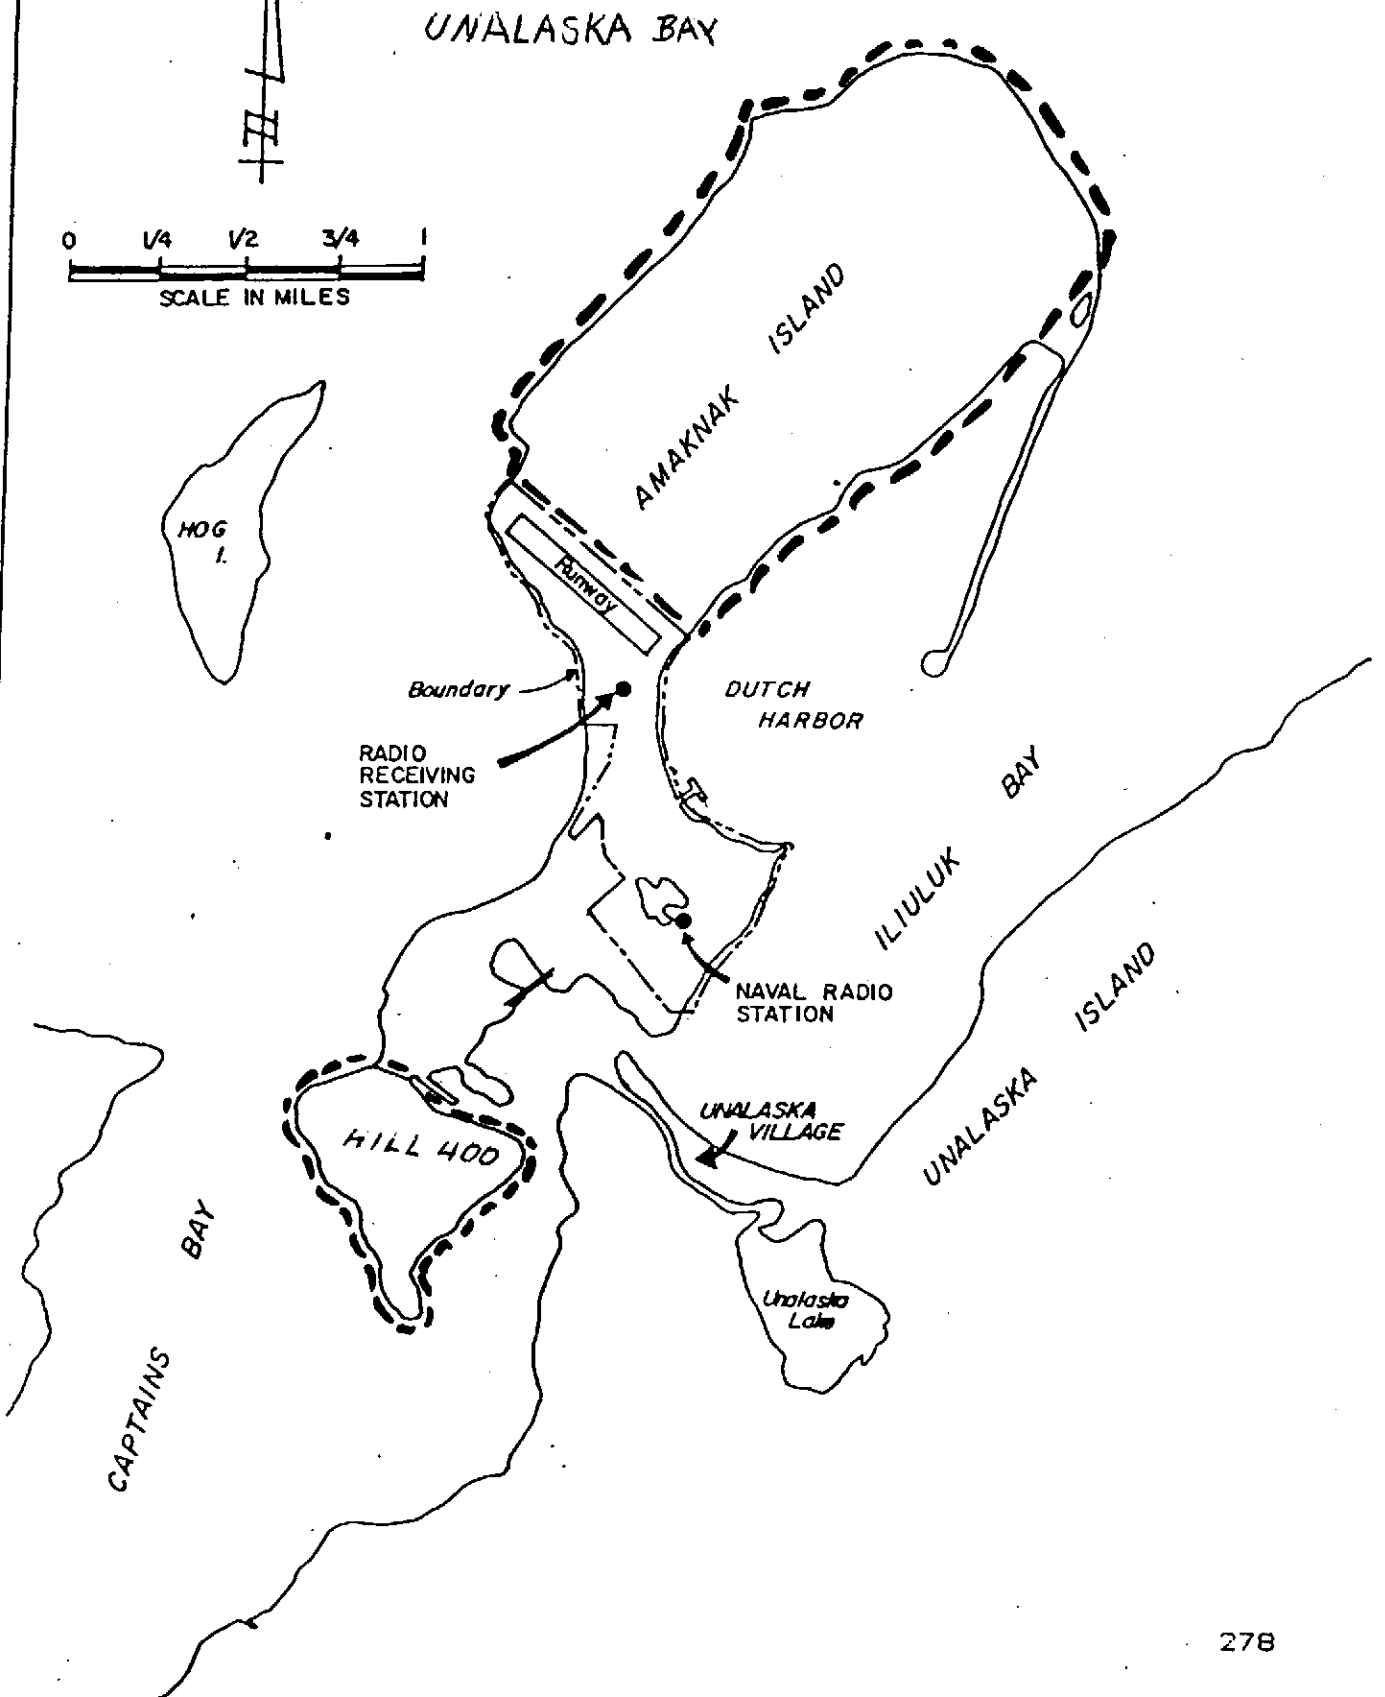 UNALASKA BAY
N
0 1/4 1/2 3/4 1
SCALE IN MILES
ISLAND
AMAKNAK
HOG
I.
Runway
Boundary
DUTCH
HARBOR
RADIO
RECEIVING
STATION
BAY
ILIULUK
NAVAL RADIO
STATION
ISLAND
UNALASKA
UNALASKA
VILLAGE
HILL 400
BAY
CAPTAINS
Unalaska
Lake
278